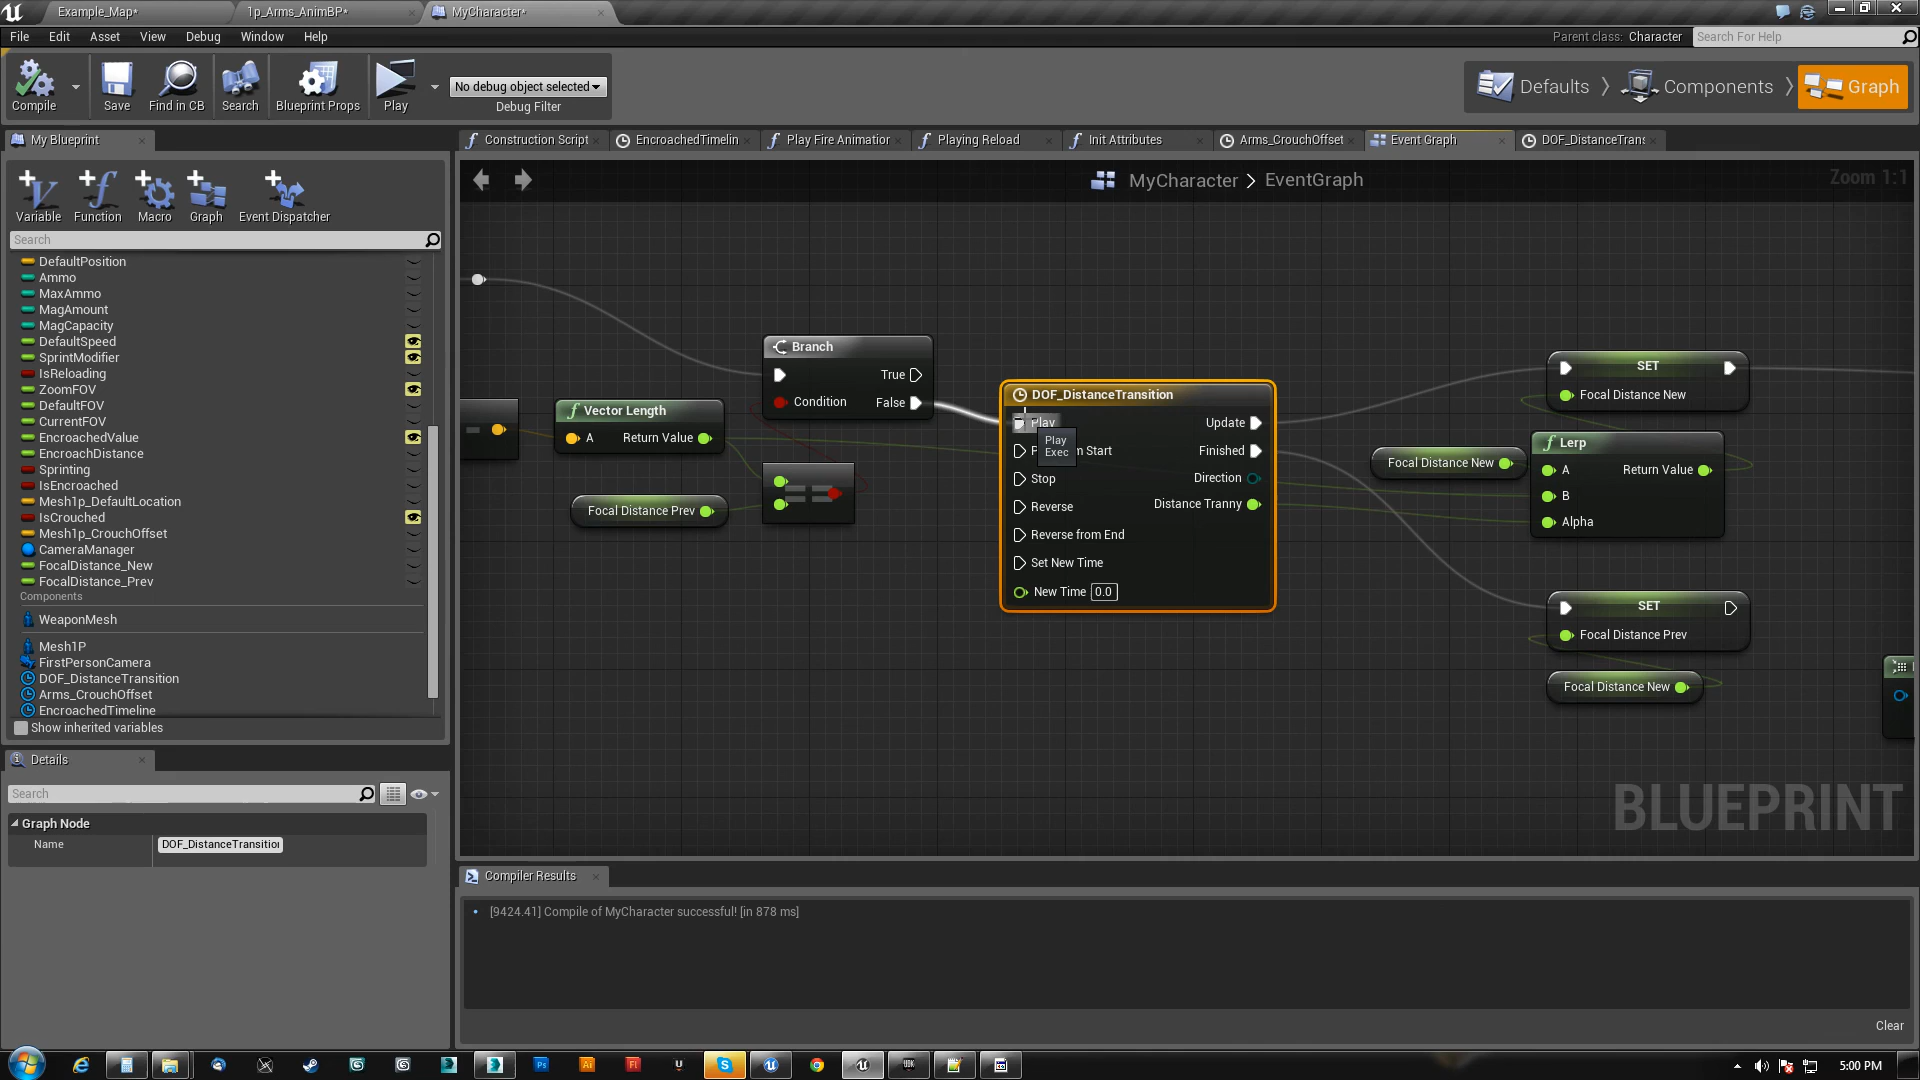 Example_Map*
1p_Arms_AnimBP*
MyCharacter*
File Edit Asset View Debug Window Help
Parent class: Character
Search For Help
Compile
Save
Find in CB
Search
Blueprint Props
Play
No debug object selected
Debug Filter
Defaults
Components
Graph
My Blueprint
Construction Script
EncroachedTimelin
Play Fire Animation
Playing Reload
Init Attributes
Arms_CrouchOffset
Event Graph
DOF_DistanceTrans
Variable
Function
Macro
Graph
Event Dispatcher
Search
DefaultPosition
Ammo
MaxAmmo
MagAmount
MagCapacity
DefaultSpeed
SprintModifier
IsReloading
ZoomFOV
DefaultFOV
CurrentFOV
EncroachedValue
EncroachDistance
Sprinting
IsEncroached
Mesh1p_DefaultLocation
IsCrouched
Mesh1p_CrouchOffset
CameraManager
FocalDistance_New
FocalDistance_Prev
Components
WeaponMesh
Mesh1P
FirstPersonCamera
DOF_DistanceTransition
Arms_CrouchOffset
EncroachedTimeline
Show inherited variables
Details
Search
Graph Node
Name DOF_DistanceTransition
MyCharacter > EventGraph
Zoom 1:1
Branch
True
Condition False
Vector Length
A Return Value
Focal Distance Prev
DOF_DistanceTransition
Play Update
Start Finished
Play
Exec
Stop Direction
Reverse Distance Tranny
Reverse from End
Set New Time
New Time 0.0
SET
Focal Distance New
Focal Distance New
Lerp
A Return Value
B
Alpha
SET
Focal Distance Prev
Focal Distance New
BLUEPRINT
Compiler Results
[9424.41] Compile of MyCharacter successful! [in 878 ms]
Clear
5:00 PM